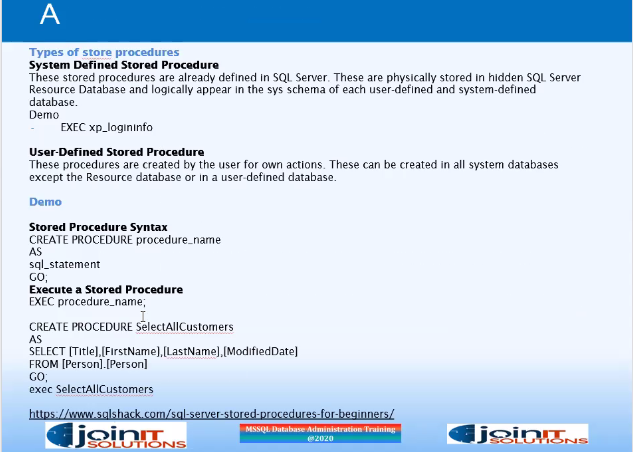 A
Types of store procedures
System Defined Stored Procedure
These stored procedures are already defined in SQL Server. These are physically stored in hidden SQL Server
Resource Database and logically appear in the sys schema of each user-defined and system-defined
database.
Demo
- EXEC xp_logininfo
User-Defined Stored Procedure
These procedures are created by the user for own actions. These can be created in all system databases
except the Resource database or in a user-defined database.
Demo
Stored Procedure Syntax
CREATE PROCEDURE procedure_name
AS
sql_statement
GO;
Execute a Stored Procedure
EXEC procedure_name;
CREATE PROCEDURE SelectAllCustomers
AS
SELECT [Title],[FirstName],[LastName],[ModifiedDate]
FROM [Person].[Person]
GO;
exec SelectAllCustomers
https://www.sqlshack.com/sql-server-stored-procedures-for-beginners/
joinIT
SOLUTIONS
MSSQL Database Administration Training
@2020
joinIT
SOLUTIONS